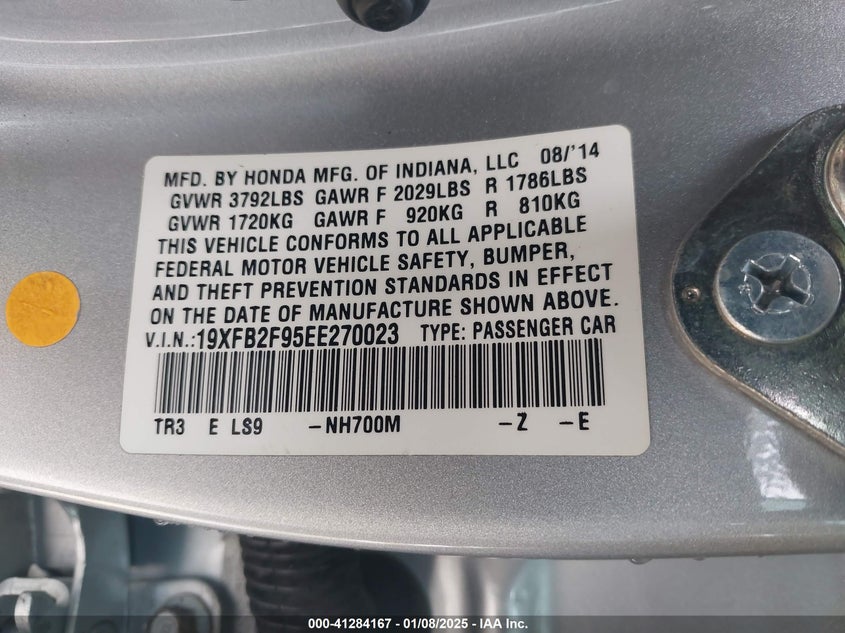 MFD. BY HONDA MFG. OF INDIANA, LLC 08/'14
GVWR 3792LBS GAWR F 2029LBS R 1786LBS
GVWR 1720KG GAWR F 920KG R 810KG
THIS VEHICLE CONFORMS TO ALL APPLICABLE
FEDERAL MOTOR VEHICLE SAFETY, BUMPER,
AND THEFT PREVENTION STANDARDS IN EFFECT
ON THE DATE OF MANUFACTURE SHOWN ABOVE.
V.I.N.:19XFB2F95EE270023 TYPE: PASSENGER CAR
TR3 E LS9 -NH700M -Z -E
000-41284167 - 01/08/2025 - IAA Inc.